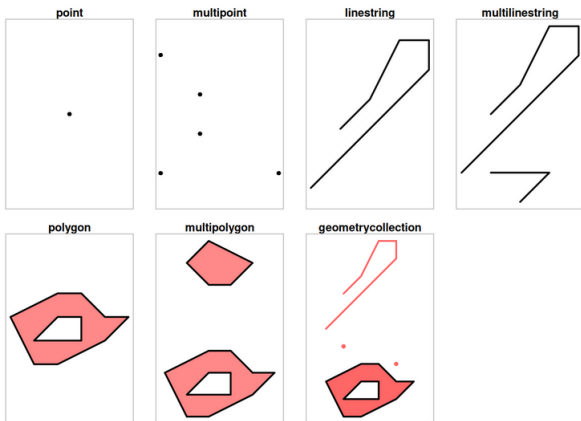 point
multipoint
linestring
multilinestring
polygon
multipolygon
geometrycollection